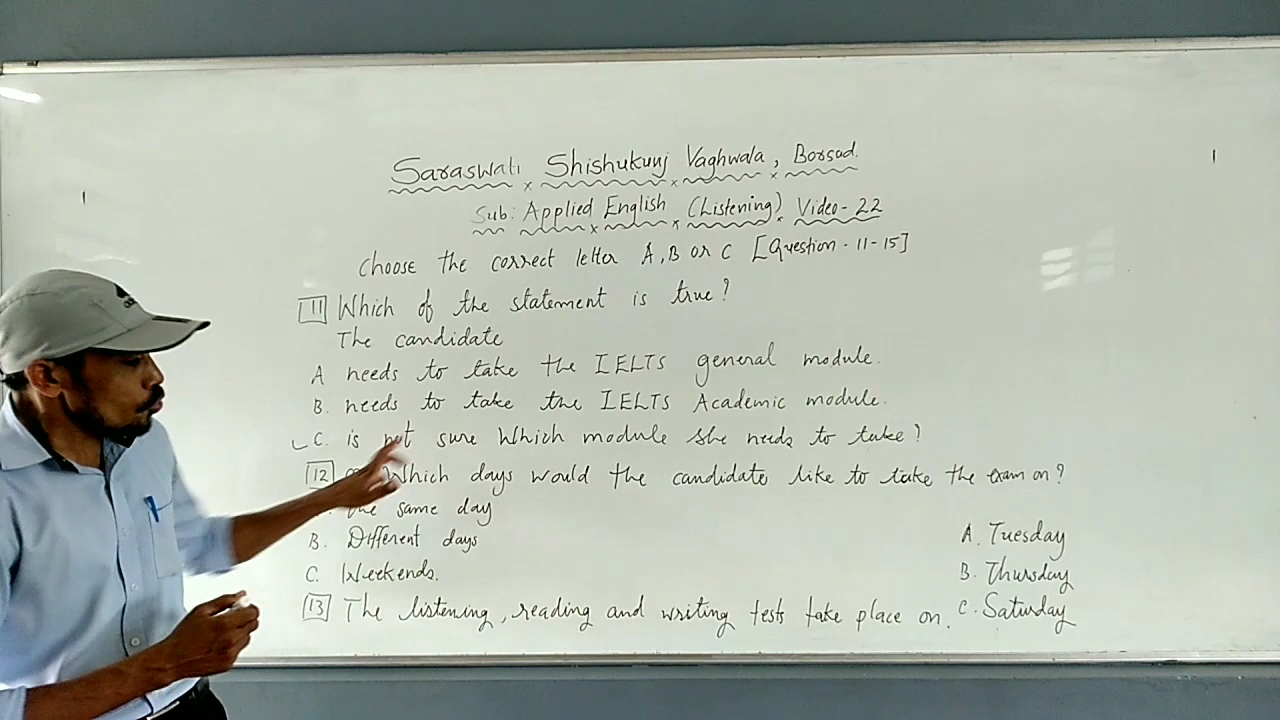 Saraswati Shishukunj Vaghwala, Borsad.
Sub: Applied English (Listening) Video-22
Choose the correct letter A, B or C [Question-11-15]
11 Which of the statement is true?
The candidate
A needs to take the IELTS general module.
B. needs to take the IELTS Academic module.
C. is not sure Which module she needs to take?
12 Which days would the candidate like to take the exam on?
the same day
B. Different days
C. Weekends.
13 The listening, reading and writing tests take place on.
A. Tuesday
B. Thursday
C. Saturday